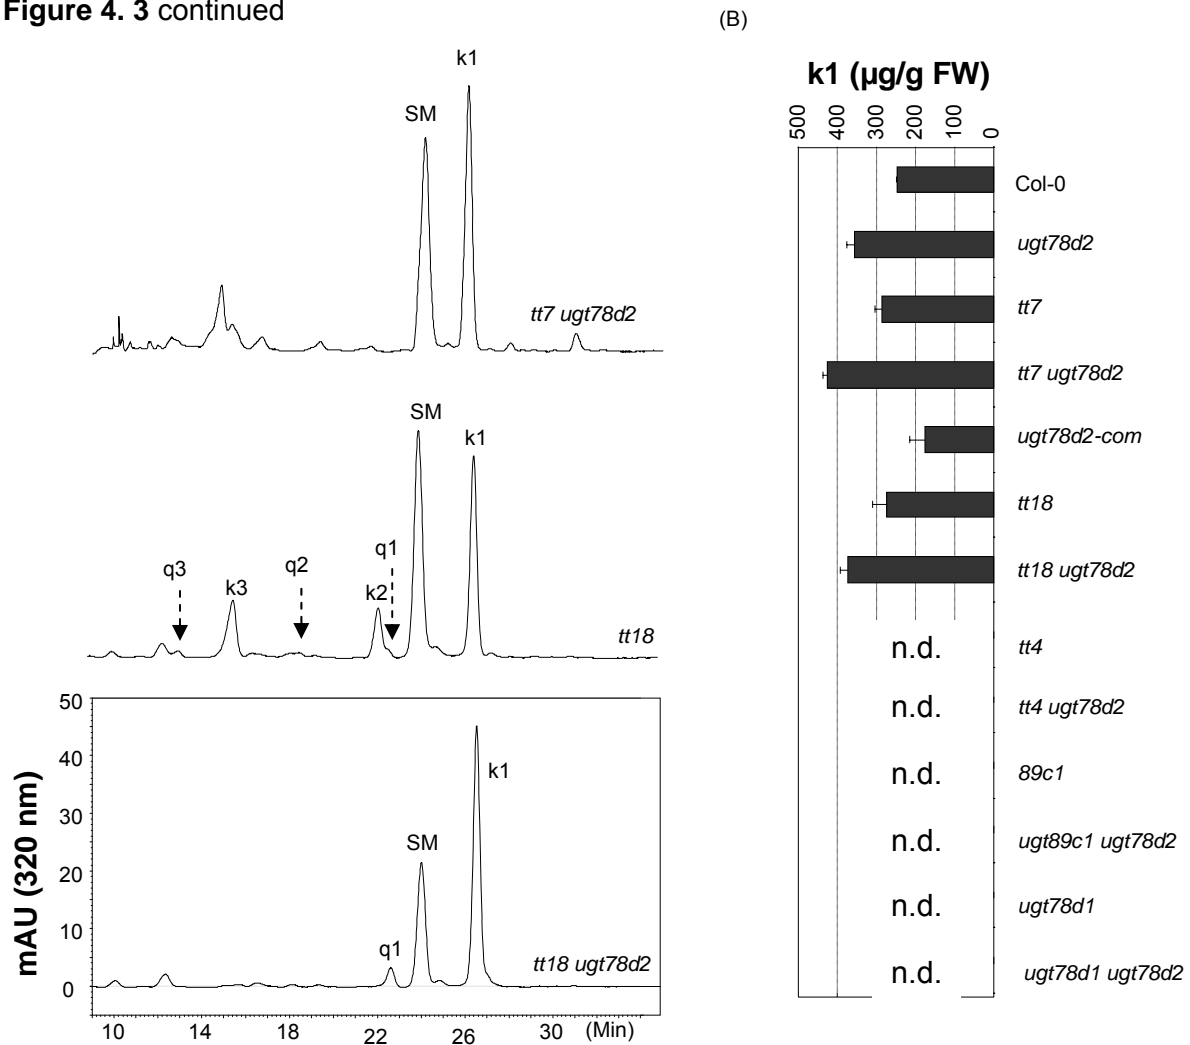 Figure 4. 3 continued
k1
SM
tt7 ugt78d2
SM
k1
q1
q3
q2
k3
k2
tt18
50
40
30
20
10
0
mAU (320 nm)
k1
SM
q1
tt18 ugt78d2
10 14 18 22 26 30 (Min)
(B)
k1 (µg/g FW)
500 400 300 200 100 0
Col-0
ugt78d2
tt7
tt7 ugt78d2
ugt78d2-com
tt18
tt18 ugt78d2
n.d. tt4
n.d. tt4 ugt78d2
n.d. 89c1
n.d. ugt89c1 ugt78d2
n.d. ugt78d1
n.d. ugt78d1 ugt78d2